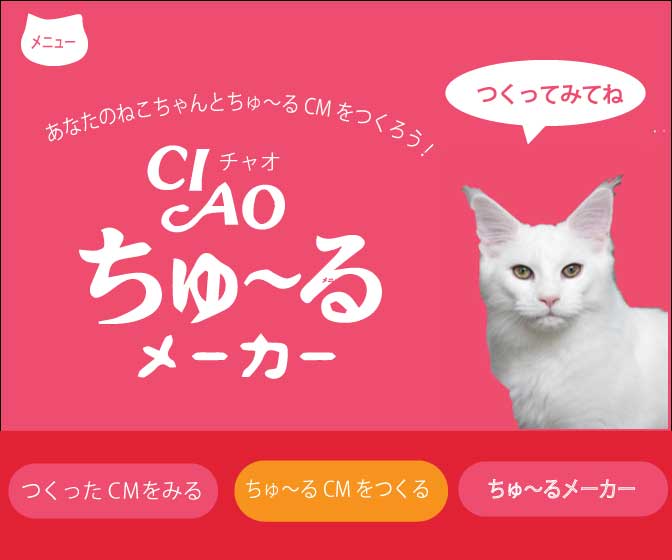 メニュー
つくってみてね
あなたのねこちゃんとちゅ～るCMをつくろう！
CIAO チャオ
ちゅ～る
メーカー
つくったCMをみる
ちゅ～るCMをつくる
ちゅ～るメーカー